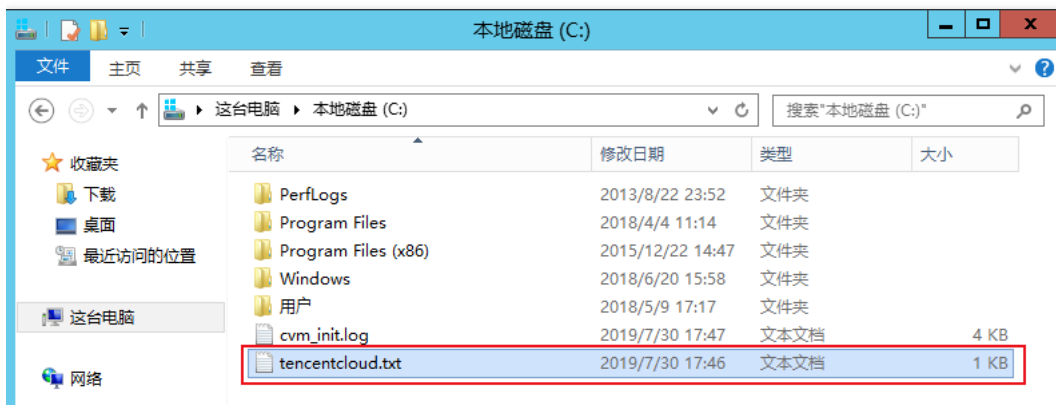 本地磁盘 (C:)
文件 主页 共享 查看
这台电脑 本地磁盘 (C:) 搜索"本地磁盘 (C:)"
收藏夹
下载
桌面
最近访问的位置
这台电脑
网络
名称 修改日期 类型 大小
PerfLogs 2013/8/22 23:52 文件夹
Program Files 2018/4/4 11:14 文件夹
Program Files (x86) 2015/12/22 14:47 文件夹
Windows 2018/6/20 15:58 文件夹
用户 2018/5/9 17:17 文件夹
cvm_init.log 2019/7/30 17:47 文本文档 4 KB
tencentcloud.txt 2019/7/30 17:46 文本文档 1 KB